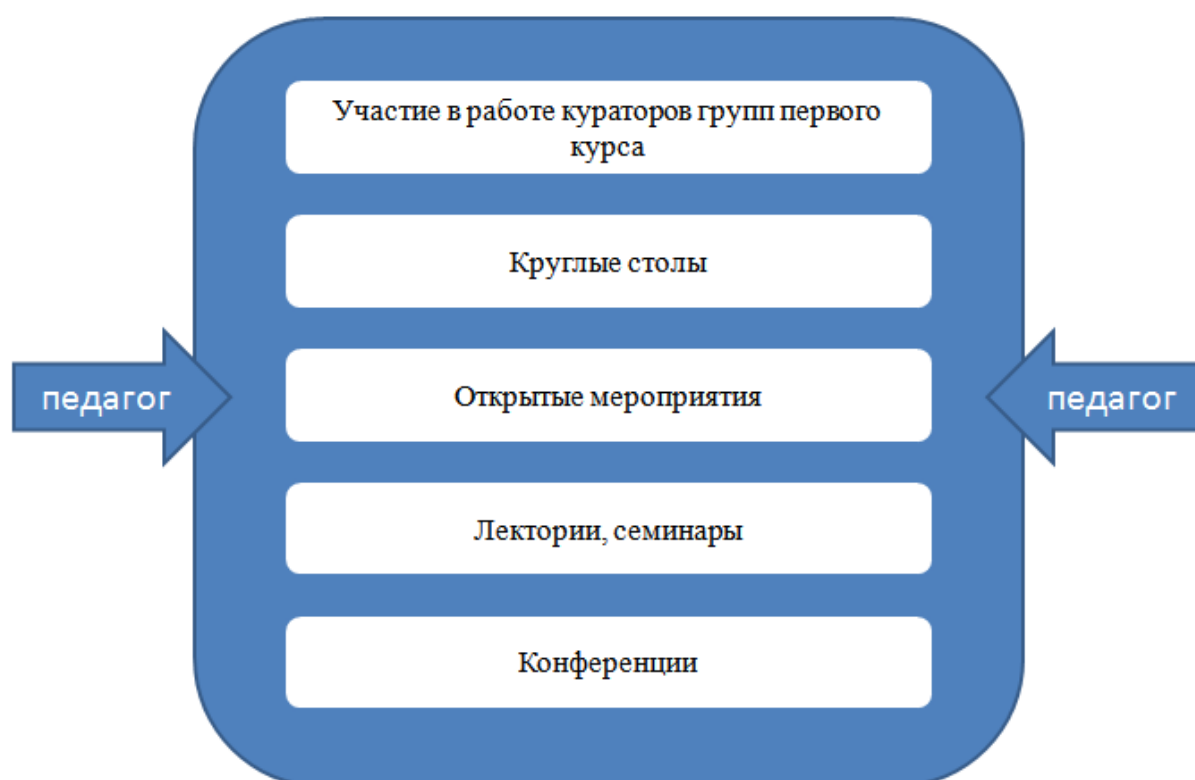 Участие в работе кураторов групп первого
курса
Круглые столы
педагог
Открытые мероприятия
педагог
Лектории, семинары
Конференции